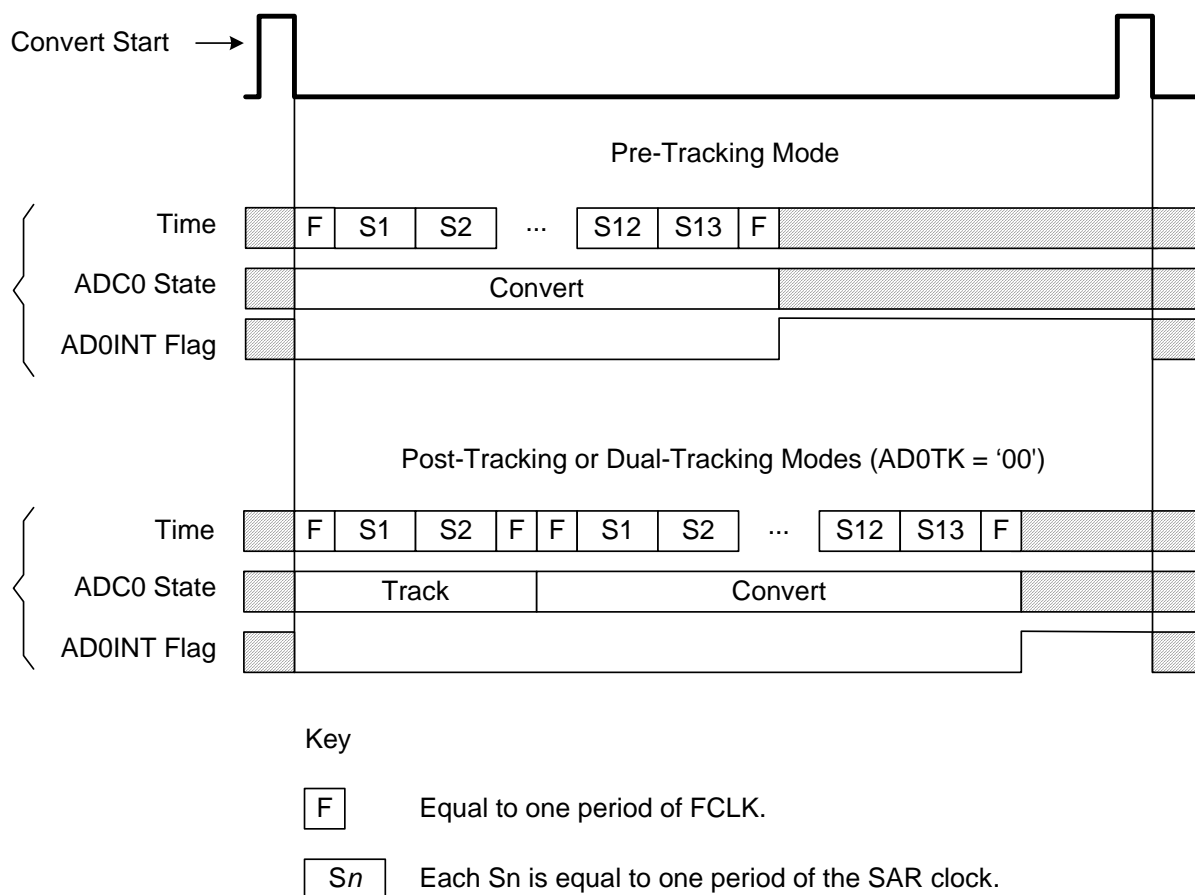 Convert Start
Pre-Tracking Mode
Time F S1 S2 ... S12 S13 F
ADC0 State Convert
AD0INT Flag
Post-Tracking or Dual-Tracking Modes (AD0TK = ‘00')
Time F S1 S2 F F S1 S2 ... S12 S13 F
ADC0 State Track Convert
AD0INT Flag
Key
F Equal to one period of FCLK.
Sn Each Sn is equal to one period of the SAR clock.